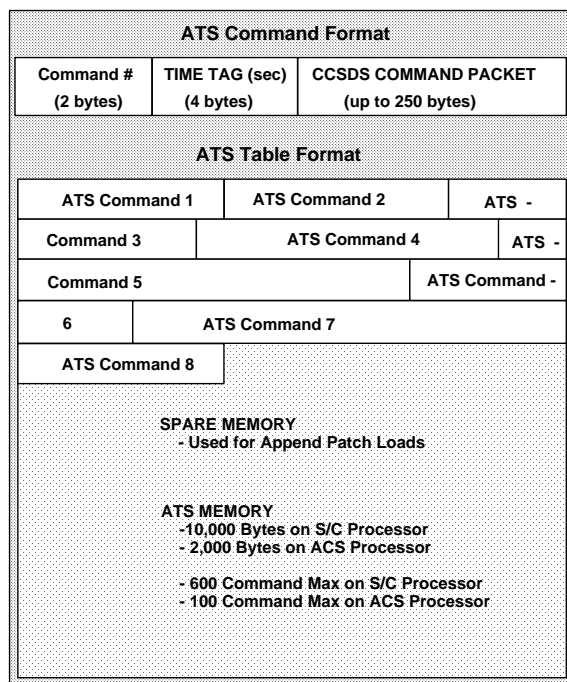 ATS Command Format
Command # TIME TAG (sec) CCSDS COMMAND PACKET
(2 bytes) (4 bytes) (up to 250 bytes)
ATS Table Format
ATS Command 1 ATS Command 2 ATS -
Command 3 ATS Command 4 ATS -
Command 5 ATS Command -
6 ATS Command 7
ATS Command 8
SPARE MEMORY
- Used for Append Patch Loads
ATS MEMORY
-10,000 Bytes on S/C Processor
- 2,000 Bytes on ACS Processor
- 600 Command Max on S/C Processor
- 100 Command Max on ACS Processor